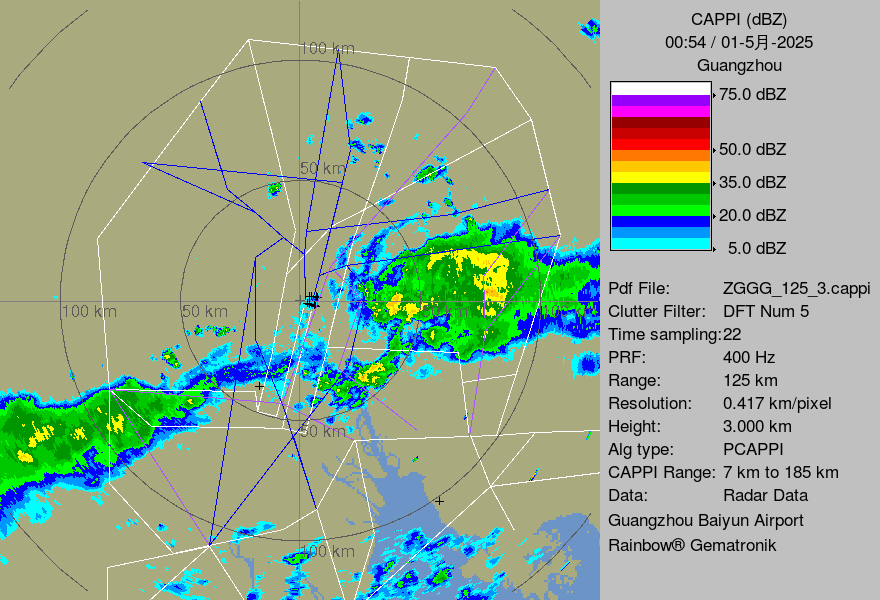 CAPPI (dBZ)
00:54 / 01-5月-2025
Guangzhou
75.0 dBZ
50.0 dBZ
35.0 dBZ
20.0 dBZ
5.0 dBZ
Pdf File: ZGGG_125_3.cappi
Clutter Filter: DFT Num 5
Time sampling:22
PRF: 400 Hz
Range: 125 km
Resolution: 0.417 km/pixel
Height: 3.000 km
Alg type: PCAPPI
CAPPI Range: 7 km to 185 km
Data: Radar Data
Guangzhou Baiyun Airport
Rainbow® Gematronik
100 km
50 km
100 km
50 km
50 km
100 km